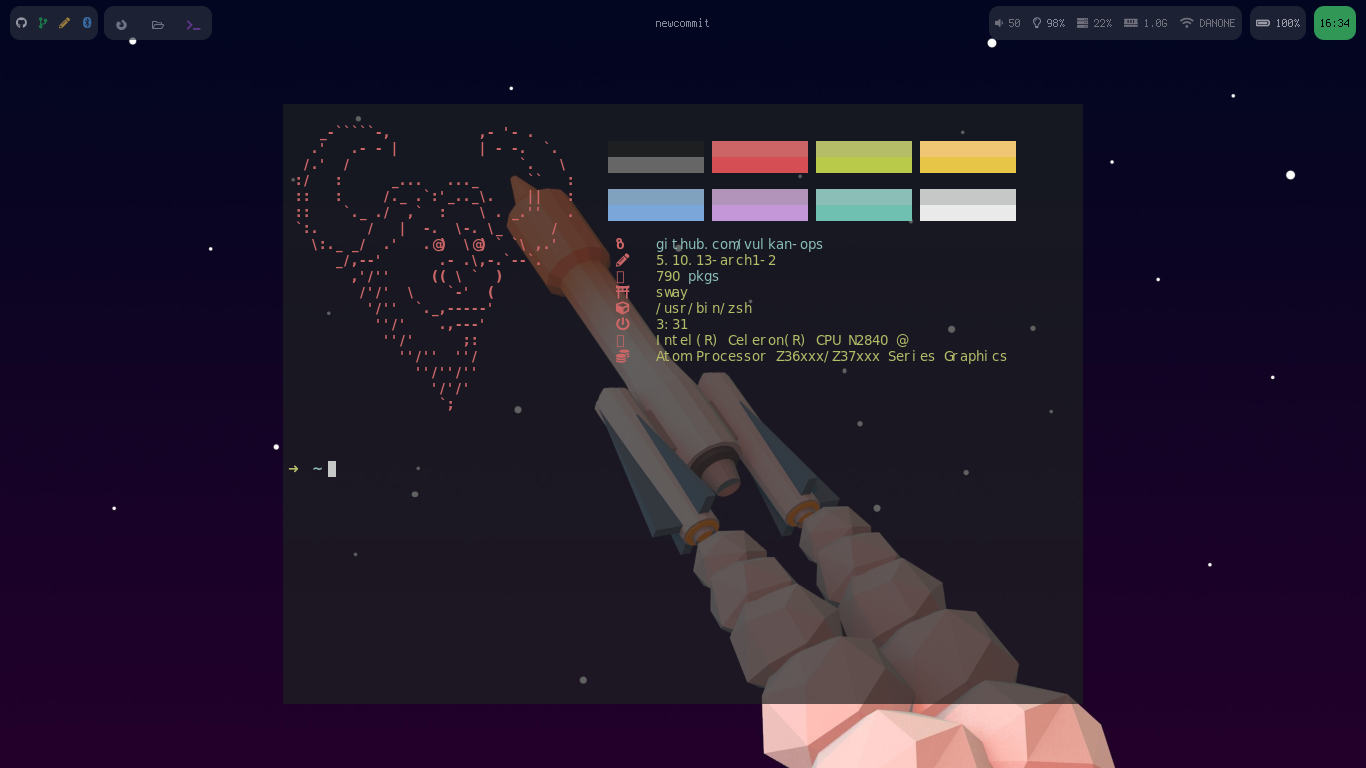 newcommit
50 98% 22% 1.0G DANONE 100% 16:34
github.com/vulkan-ops
5.10.13-arch1-2
790 pkgs
sway
/usr/bin/zsh
3:31
Intel(R) Celeron(R) CPU N2840 @
Atom Processor Z36xxx/Z37xxx Series Graphics
→ ~